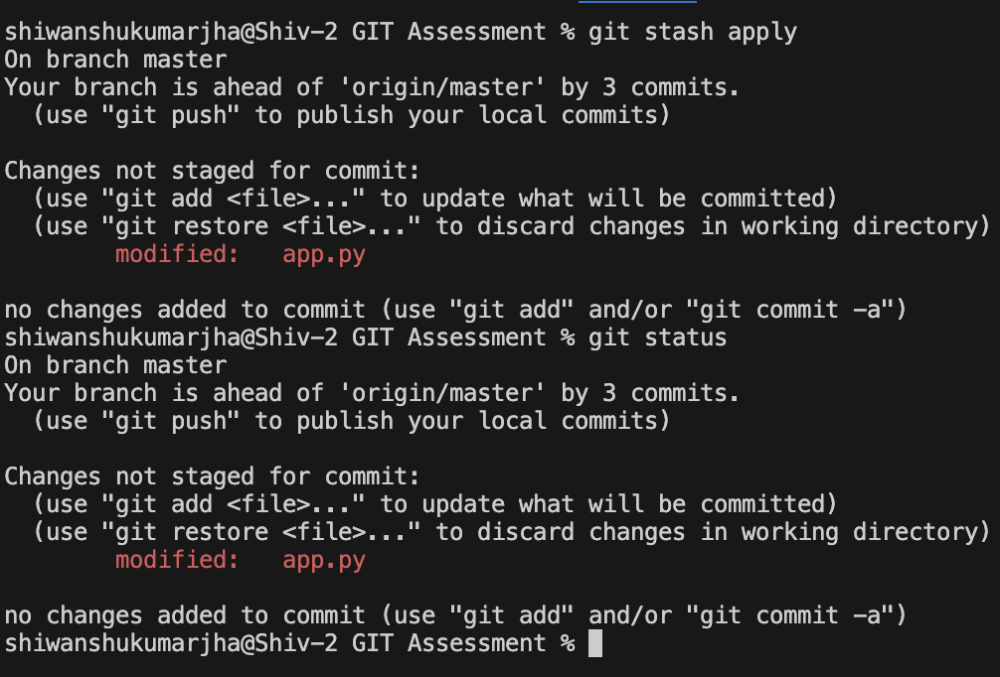 shiwanshukumarjha@Shiv-2 GIT Assessment % git stash apply
On branch master
Your branch is ahead of 'origin/master' by 3 commits.
  (use "git push" to publish your local commits)

Changes not staged for commit:
  (use "git add <file>..." to update what will be committed)
  (use "git restore <file>..." to discard changes in working directory)
        modified:   app.py

no changes added to commit (use "git add" and/or "git commit -a")
shiwanshukumarjha@Shiv-2 GIT Assessment % git status
On branch master
Your branch is ahead of 'origin/master' by 3 commits.
  (use "git push" to publish your local commits)

Changes not staged for commit:
  (use "git add <file>..." to update what will be committed)
  (use "git restore <file>..." to discard changes in working directory)
        modified:   app.py

no changes added to commit (use "git add" and/or "git commit -a")
shiwanshukumarjha@Shiv-2 GIT Assessment %